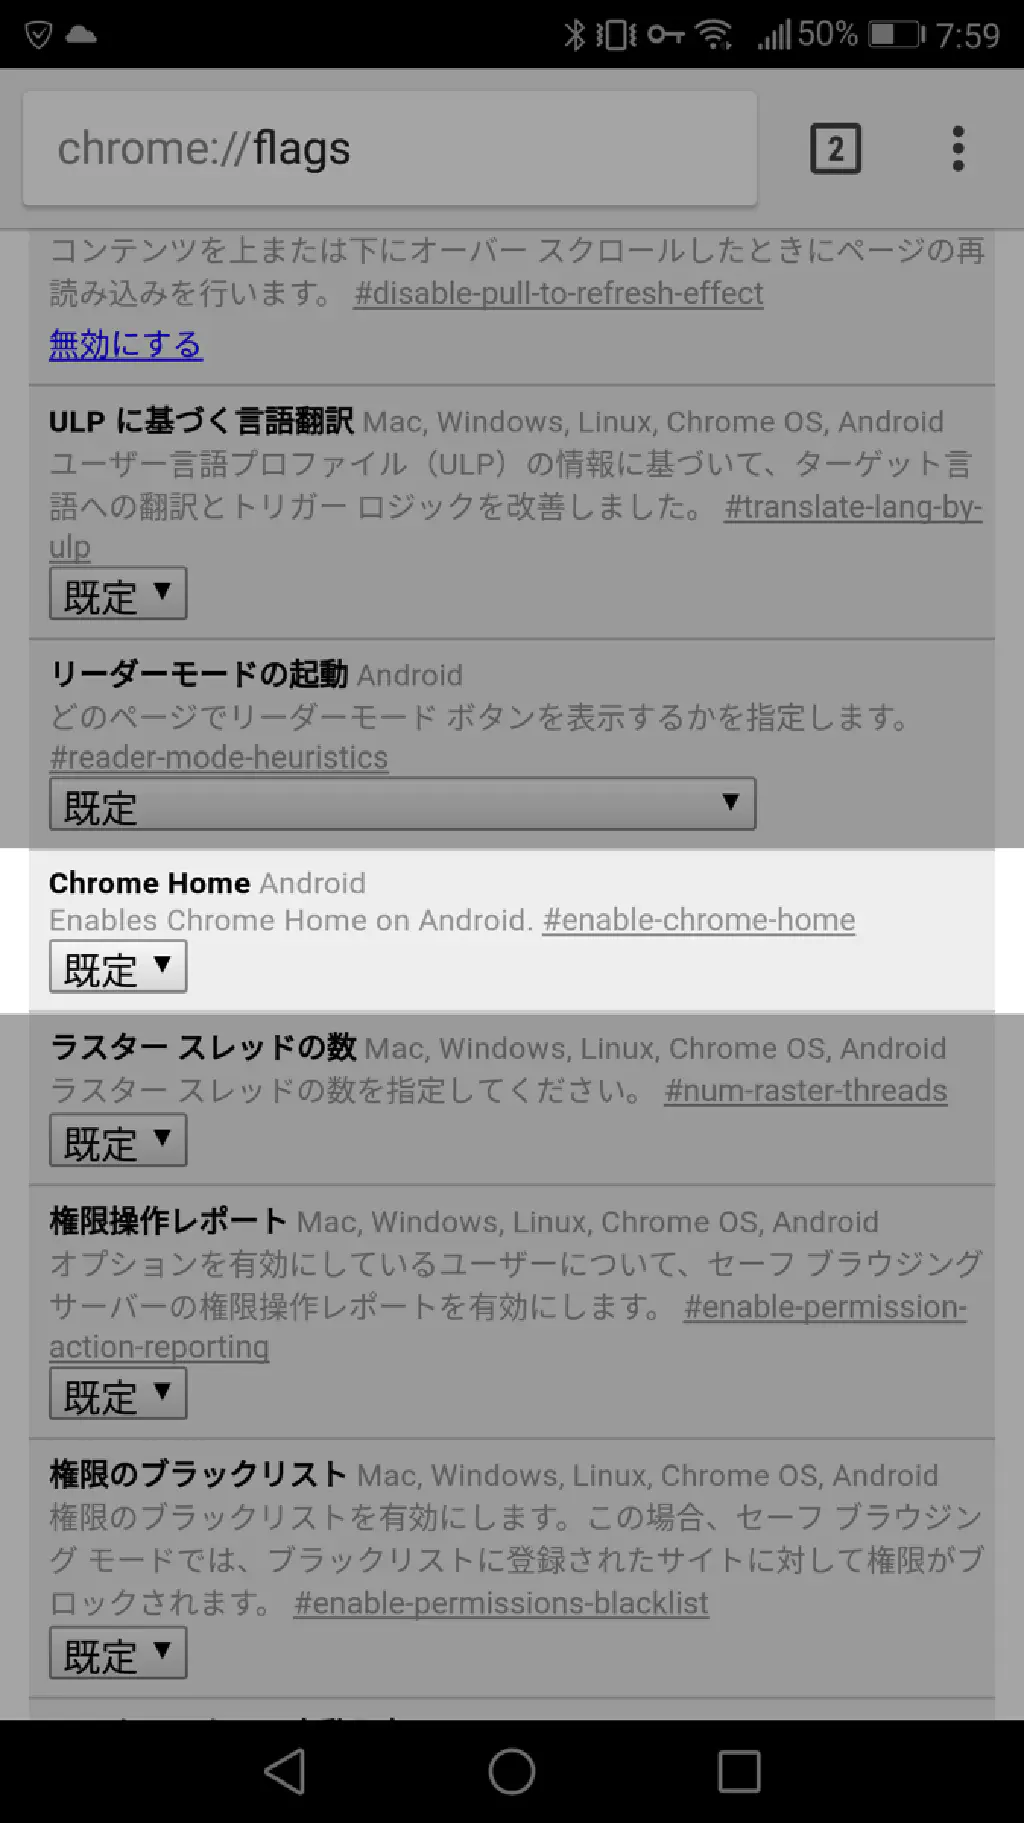 50% 7:59
chrome://flags 2
コンテンツを上または下にオーバー スクロールしたときにページの再
読み込みを行います。 #disable-pull-to-refresh-effect
無効にする
ULP に基づく言語翻訳 Mac, Windows, Linux, Chrome OS, Android
ユーザー言語プロファイル（ULP）の情報に基づいて、ターゲット言
語への翻訳とトリガー ロジックを改善しました。 #translate-lang-by-
ulp
既定 ▼
リーダーモードの起動 Android
どのページでリーダーモード ボタンを表示するかを指定します。
#reader-mode-heuristics
既定 ▼
Chrome Home Android
Enables Chrome Home on Android. #enable-chrome-home
既定 ▼
ラスター スレッドの数 Mac, Windows, Linux, Chrome OS, Android
ラスター スレッドの数を指定してください。 #num-raster-threads
既定 ▼
権限操作レポート Mac, Windows, Linux, Chrome OS, Android
オプションを有効にしているユーザーについて、セーフ ブラウジング
サーバーの権限操作レポートを有効にします。 #enable-permission-
action-reporting
既定 ▼
権限のブラックリスト Mac, Windows, Linux, Chrome OS, Android
権限のブラックリストを有効にします。この場合、セーフ ブラウジン
グ モードでは、ブラックリストに登録されたサイトに対して権限がブ
ロックされます。 #enable-permissions-blacklist
既定 ▼